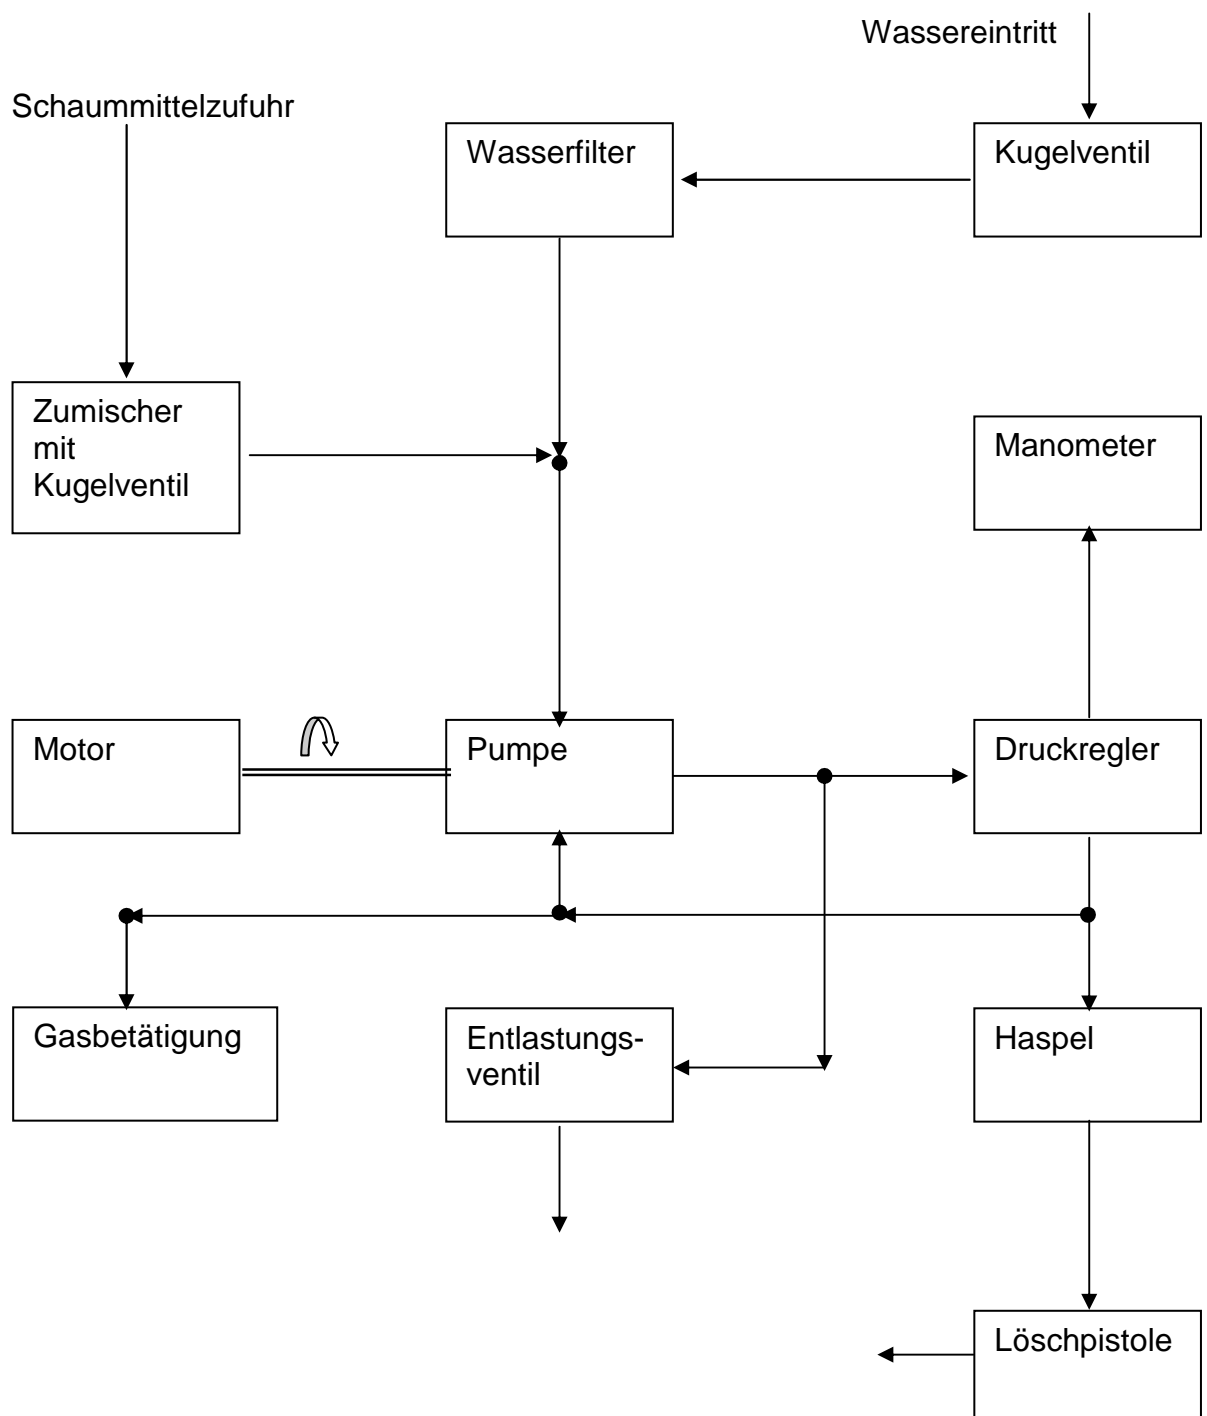 Wassereintritt
Schaummittelzufuhr
Wasserfilter
Kugelventil
Zumischer
mit
Kugelventil
Manometer
Motor
Pumpe
Druckregler
Gasbetätigung
Entlastungs-
ventil
Haspel
Löschpistole